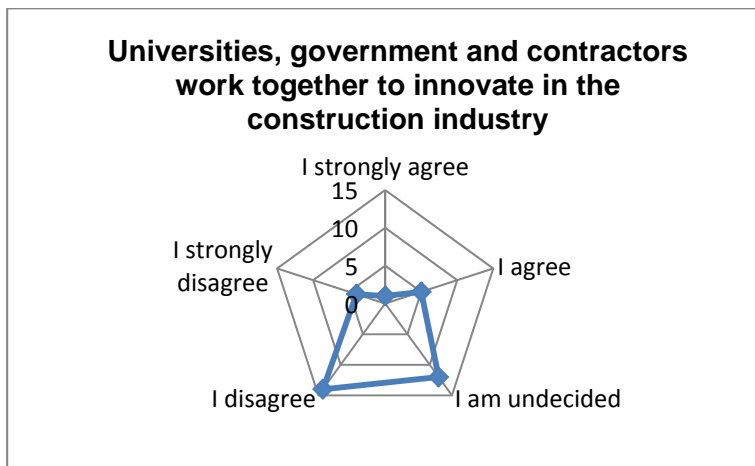 Universities, government and contractors
work together to innovate in the
construction industry
I strongly agree
15
10
5
0
I agree
I am undecided
I disagree
I strongly
disagree